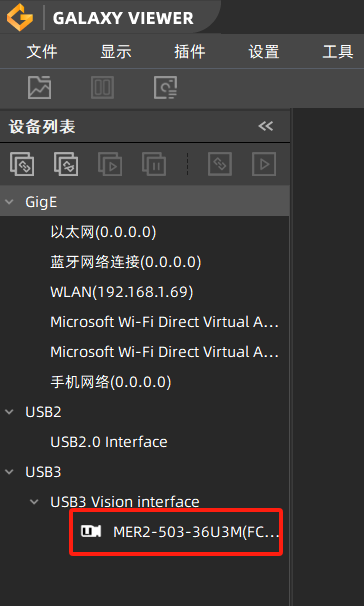 GALAXY VIEWER
文件 显示 插件 设置 工具
设备列表
GigE
以太网(0.0.0.0)
蓝牙网络连接(0.0.0.0)
WLAN(192.168.1.69)
Microsoft Wi-Fi Direct Virtual A...
Microsoft Wi-Fi Direct Virtual A...
手机网络(0.0.0.0)
USB2
USB2.0 Interface
USB3
USB3 Vision interface
MER2-503-36U3M(FC...